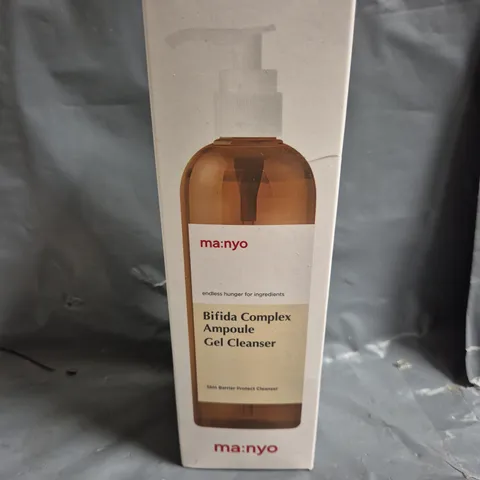 ma:nyo
endless hunger for ingredients
Bifida Complex
Ampoule
Gel Cleanser
Skin Barrier Protect Cleanser
ma:nyo